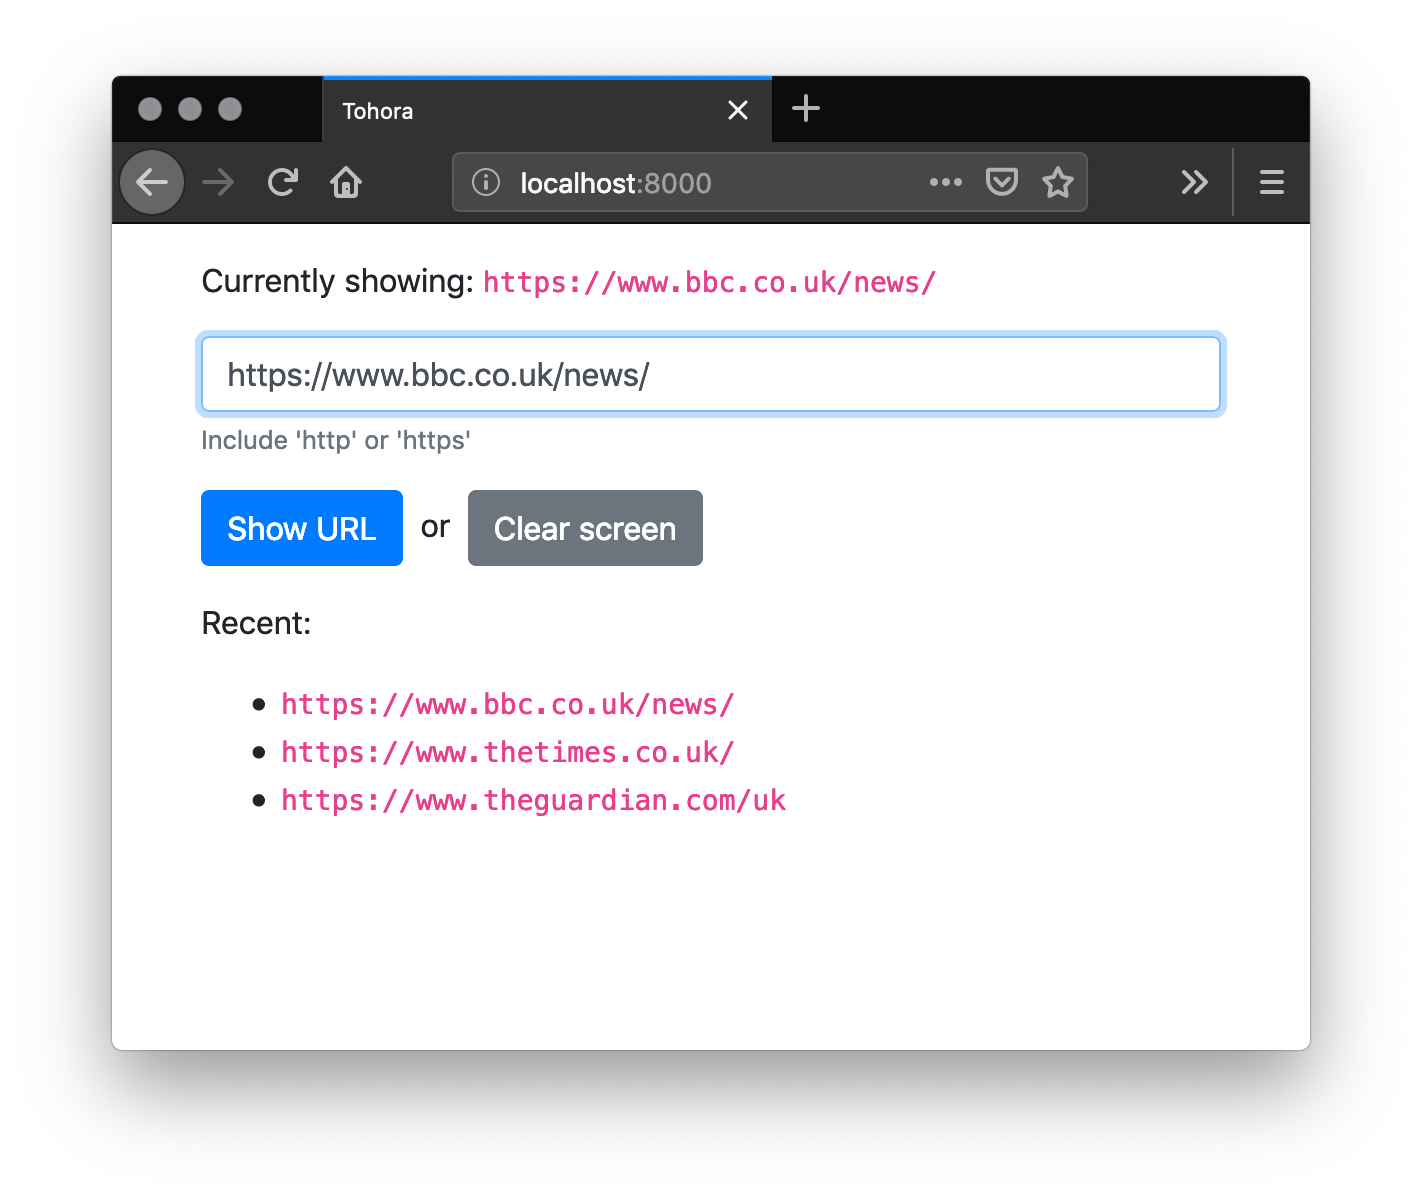 Tohora
localhost:8000
Currently showing: https://www.bbc.co.uk/news/
https://www.bbc.co.uk/news/
Include 'http' or 'https'
Show URL or Clear screen
Recent:
• https://www.bbc.co.uk/news/
• https://www.thetimes.co.uk/
• https://www.theguardian.com/uk